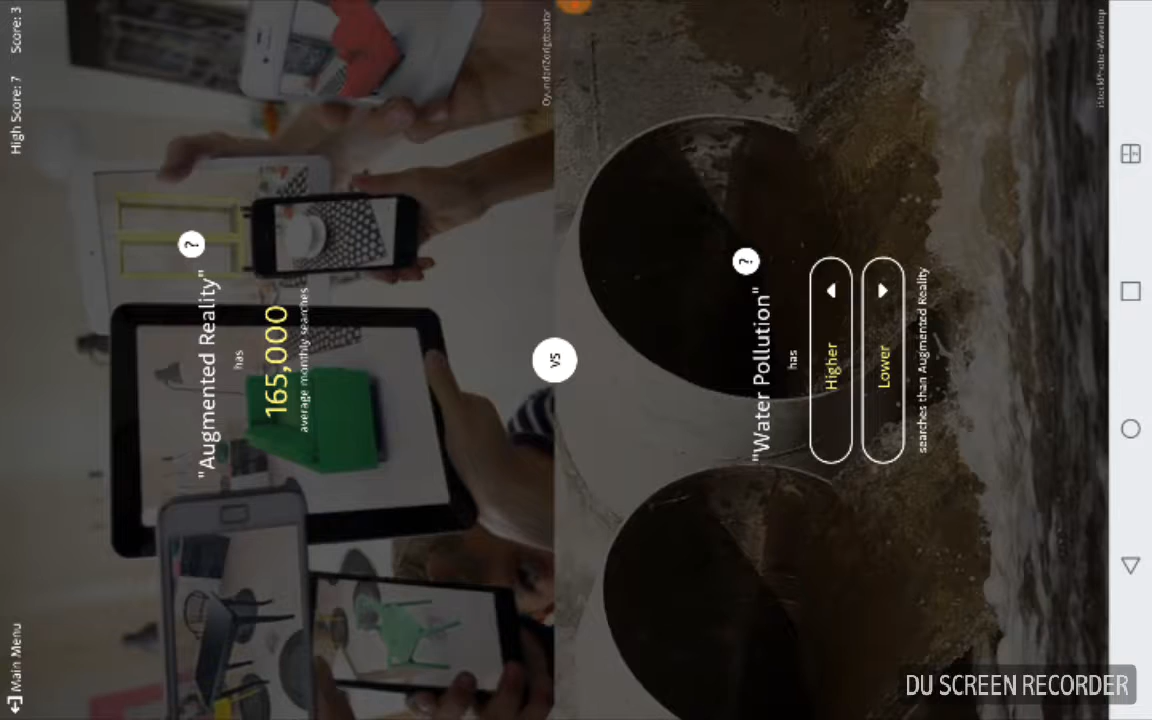 Main Menu
High Score: 7
Score: 3
"Augmented Reality"
?
has
165,000
average monthly searches
vs
"Water Pollution"
?
has
Higher
Lower
searches than Augmented Reality
DU SCREEN RECORDER